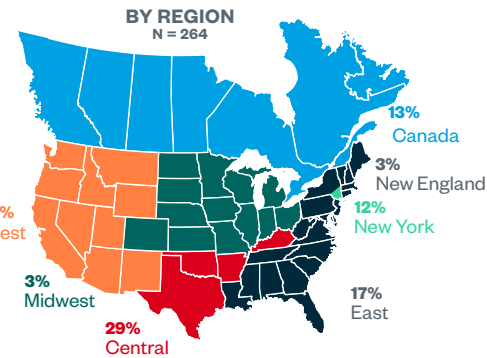 BY REGION
N = 264
13%
Canada
3%
New England
12%
New York
%
est
3%
Midwest
17%
East
29%
Central